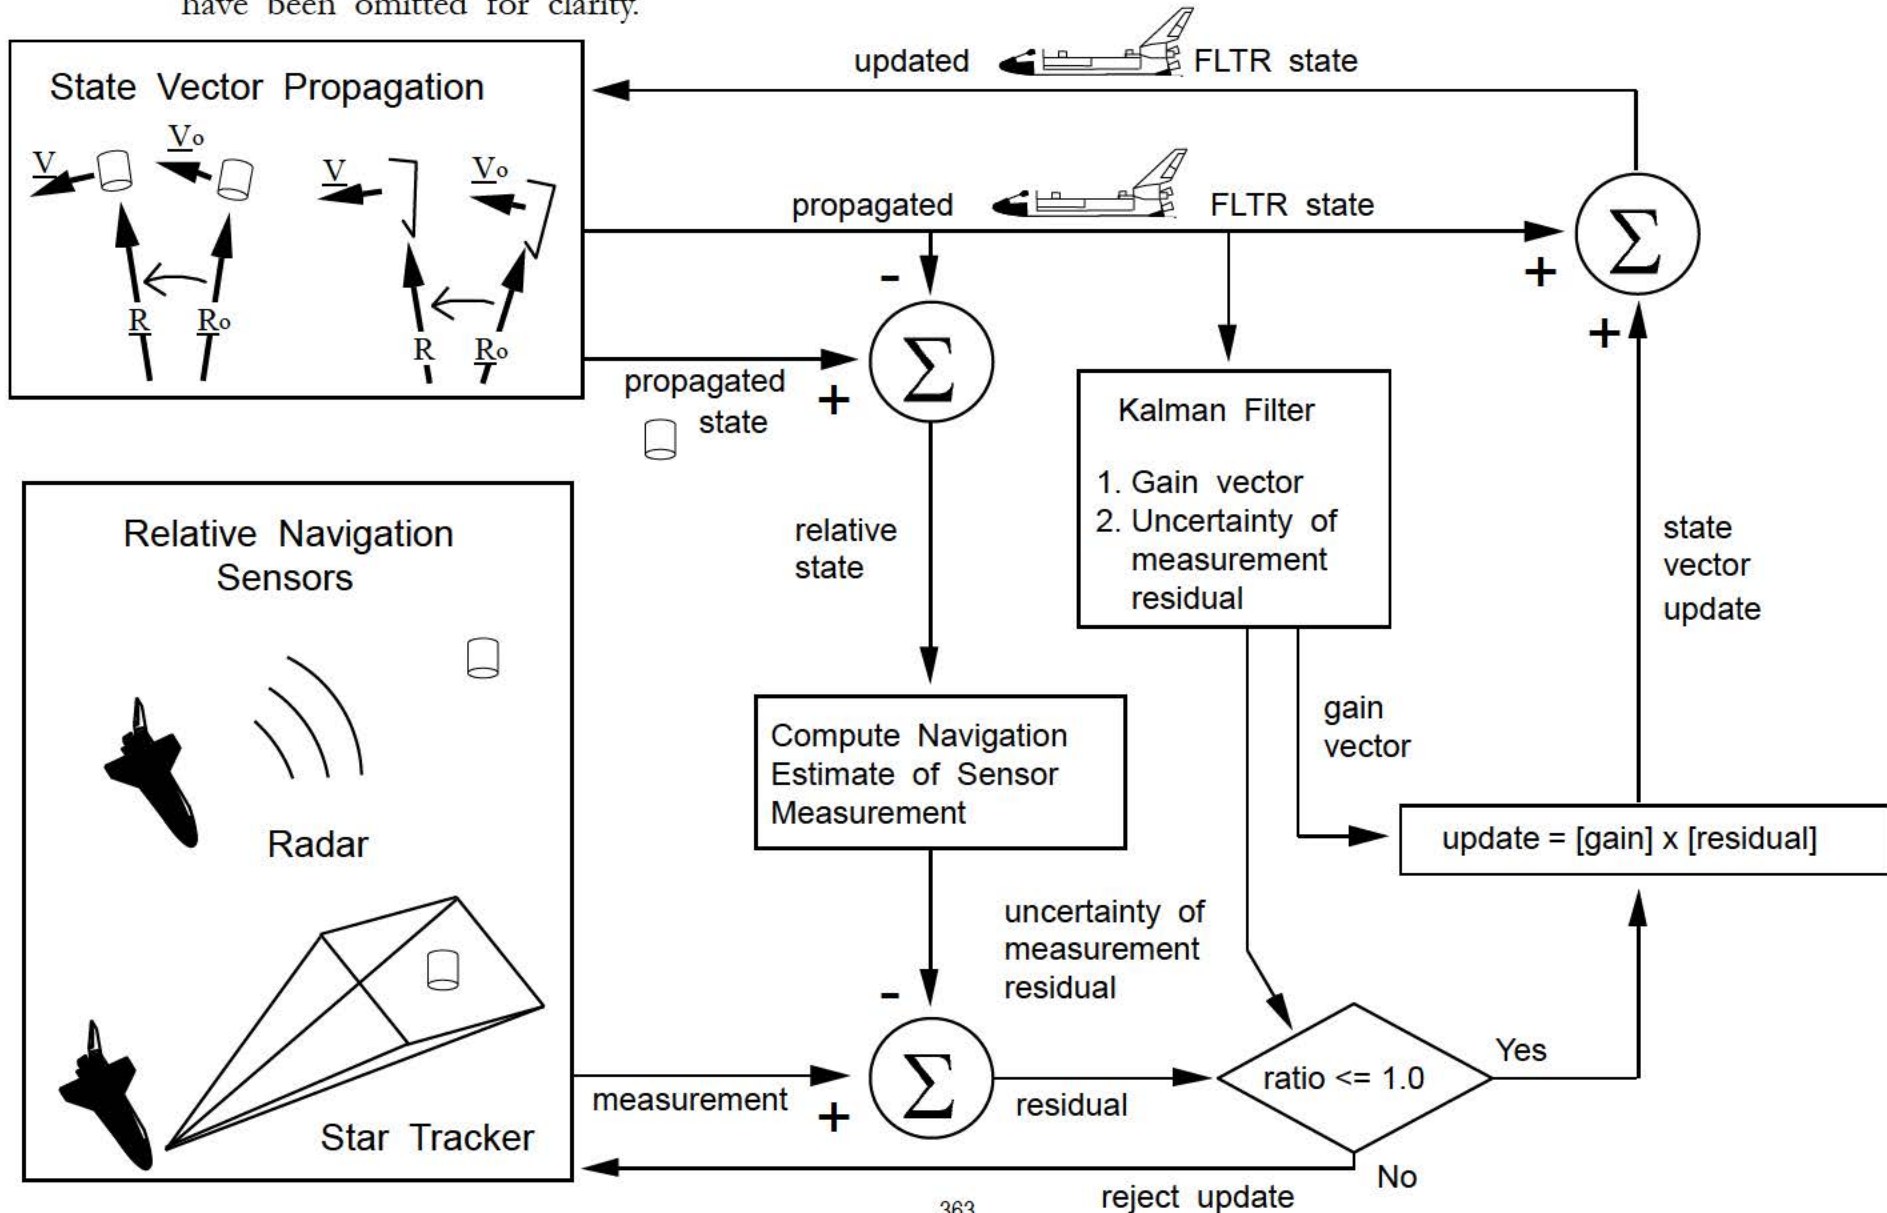 have been omitted for clarity.
State Vector Propagation
V
Vo
V
Vo
R
Ro
R
Ro
updated FLTR state
propagated FLTR state
-
Σ
+
propagated
state
+
Σ
+
Kalman Filter
1. Gain vector
2. Uncertainty of
measurement
residual
relative
state
state
vector
update
Relative Navigation
Sensors
Radar
Star Tracker
Compute Navigation
Estimate of Sensor
Measurement
gain
vector
update = [gain] x [residual]
uncertainty of
measurement
residual
-
Σ
+
measurement
residual
ratio <= 1.0
Yes
No
reject update
363